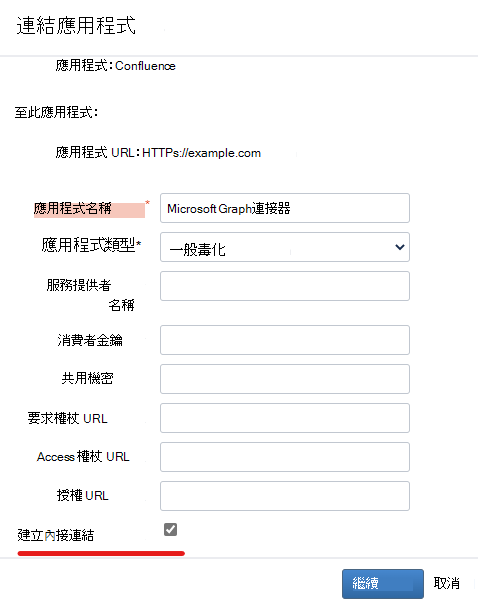 連結應用程式
應用程式：Confluence
至此應用程式：
應用程式 URL：HTTPs://example.com
應用程式名稱 * Microsoft Graph連接器
應用程式類型* 一般毒化
服務提供者
名稱
消費者金鑰
共用機密
要求權杖 URL
Access 權杖 URL
授權 URL
建立內接連結
繼續 取消